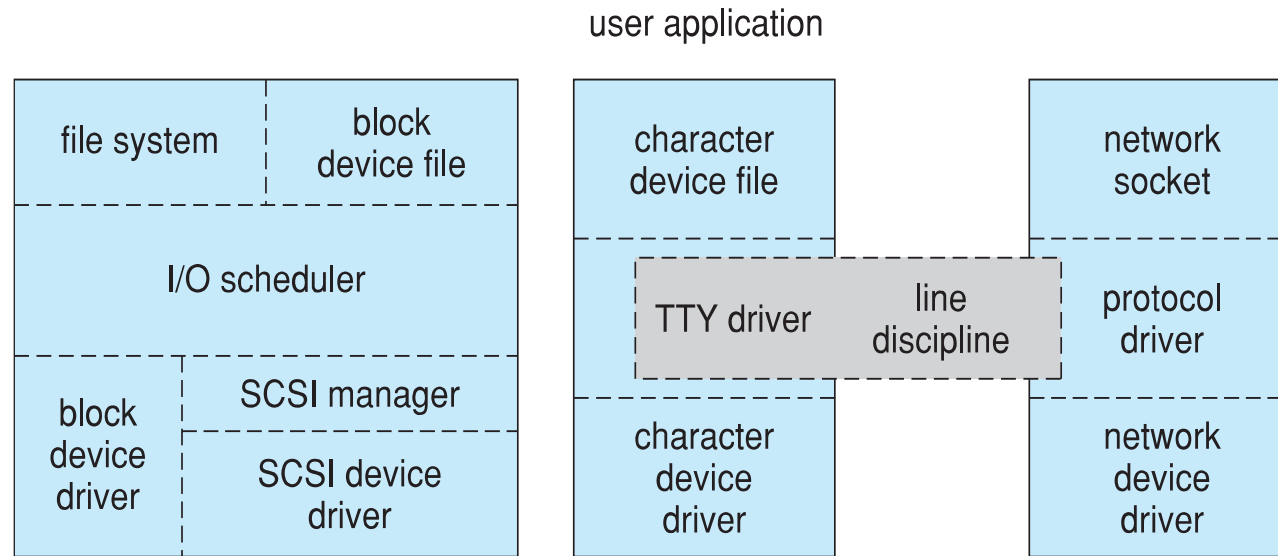 user application
file system
block
device file
I/O scheduler
block
device
driver
SCSI manager
SCSI device
driver
character
device file
TTY driver
line
discipline
character
device
driver
network
socket
protocol
driver
network
device
driver